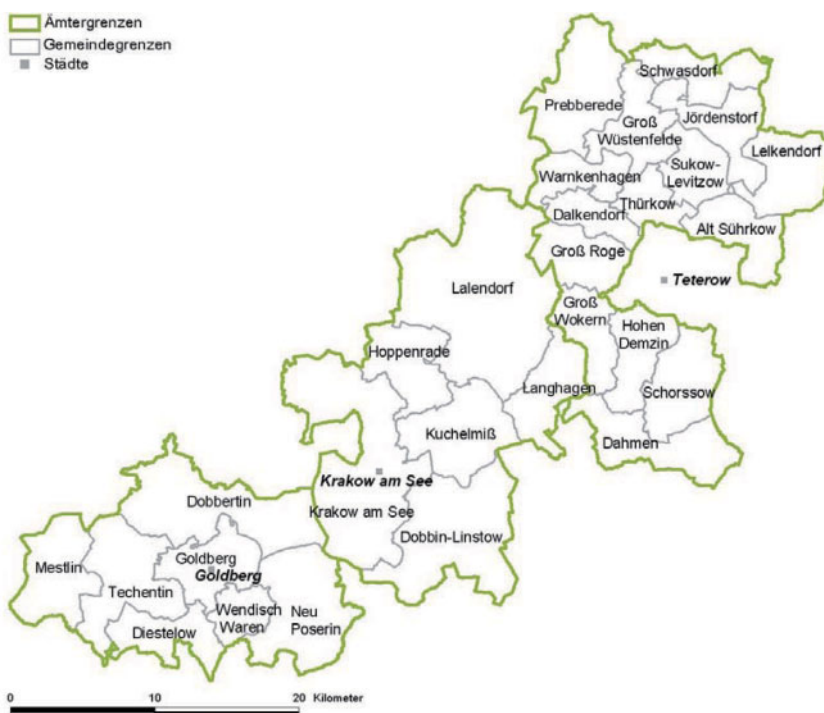 Ämtergrenzen
Gemeindegrenzen
Städte
Schwasdorf
Prebberede
Jördenstorf
Groß
Wüstenfelde
Lelkendorf
Sukow-
Levitzow
Warnkenhagen
Thürkow
Dalkendorf
Alt Sührkow
Groß Roge
Teterow
Lalendorf
Groß
Wokern
Hohen
Demzin
Hoppenrade
Langhagen
Schorssow
Kuchelmiß
Dahmen
Krakow am See
Krakow am See
Dobbertin
Dobbin-Linstow
Goldberg
Goldberg
Mestlin
Techentin
Wendisch
Waren
Neu
Poserin
Diestelow
0 10 20 Kilometer